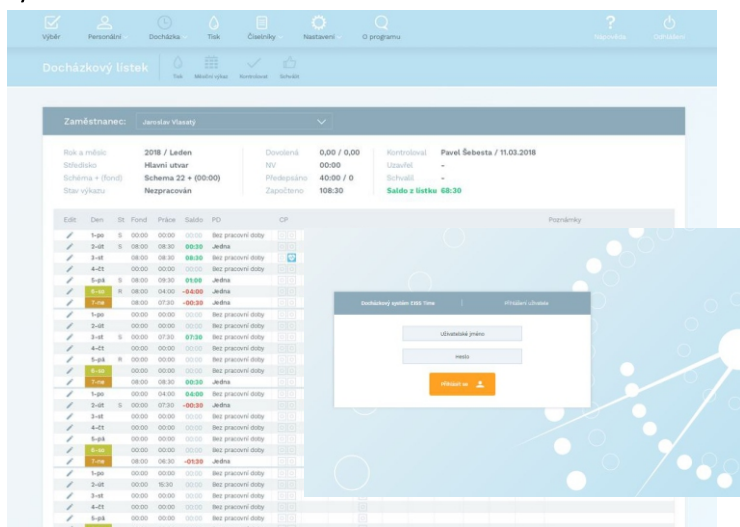 Výběr Personální Docházka Tisk Číselníky Nastavení O programu Nápověda Odhlášení
Docházkový lístek Tisk Měsíční výkaz Kontrolovat Schválit
Zaměstnanec: Jaroslav Vlasatý
Rok a měsíc 2018 / Leden Dovolená 0,00 / 0,00 Kontroloval Pavel Šebesta / 11.03.2018
Středisko Hlavní utvar NV 00:00 Uzavřel -
Schéma + (fond) Schema 22 + (00:00) Předepsáno 40:00 / 0 Schválil -
Stav výkazu Nezpracován Započteno 108:30 Saldo z lístku 68:30
Edit Den St Fond Práce Saldo PD CP Poznámky
1-po S 00:00 00:00 00:00 Bez pracovní doby
2-út S 08:00 08:30 00:30 Jedna
3-st 00:00 08:30 08:30 Bez pracovní doby
4-čt 00:00 00:00 00:00 Bez pracovní doby
5-pá S 08:00 09:30 01:00 Jedna
6-so R 08:00 04:00 -04:00 Jedna
7-ne 08:00 07:30 -00:30 Jedna
1-po 00:00 00:00 00:00 Bez pracovní doby
2-út 00:00 00:00 00:00 Bez pracovní doby
3-st S 00:00 07:30 07:30 Bez pracovní doby
4-čt 00:00 00:00 00:00 Bez pracovní doby
5-pá R 00:00 00:00 00:00 Bez pracovní doby
6-so 00:00 00:00 00:00 Bez pracovní doby
7-ne 08:00 08:30 00:30 Jedna
1-po 00:00 04:00 04:00 Bez pracovní doby
2-út S 08:00 07:30 -00:30 Jedna
3-st 00:00 00:00 00:00 Bez pracovní doby
4-čt 00:00 00:00 00:00 Bez pracovní doby
5-pá 00:00 00:00 00:00 Bez pracovní doby
6-so 00:00 00:00 00:00 Bez pracovní doby
7-ne 08:00 06:30 -01:30 Jedna
1-po 00:00 00:00 00:00 Bez pracovní doby
2-út 00:00 15:30 00:00 Bez pracovní doby
3-st 00:00 00:00 00:00 Bez pracovní doby
4-čt 00:00 00:00 00:00 Bez pracovní doby
5-pá 00:00 00:00 00:00 Bez pracovní doby
Docházkový systém Time Přihlášení uživatele
Uživatelské jméno
Heslo
Přihlásit se